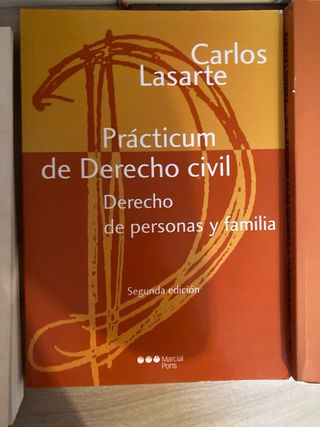 Carlos
Lasarte
Prácticum
de Derecho civil
Derecho
de personas y familia
Segunda edición
Marcial
Pons